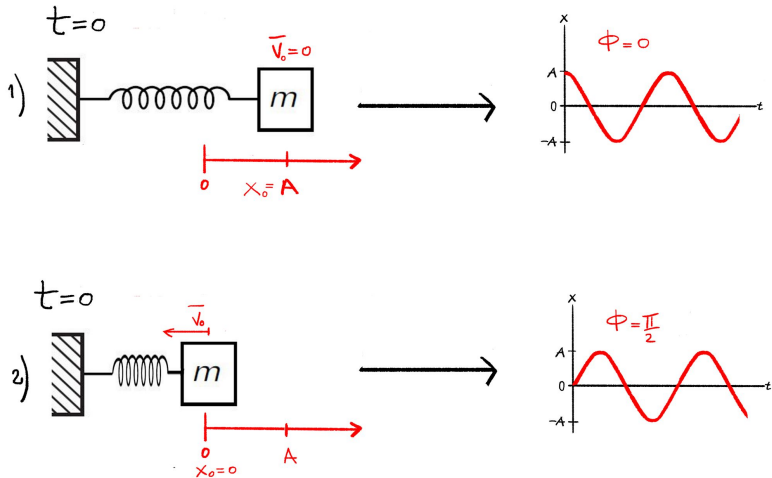 t=0
1)
v̅₀=0
m
0
x₀=A
x
ϕ=0
A
0
-A
t
t=0
2)
v̅₀
m
0
A
x₀=0
x
ϕ=π/2
A
0
-A
t